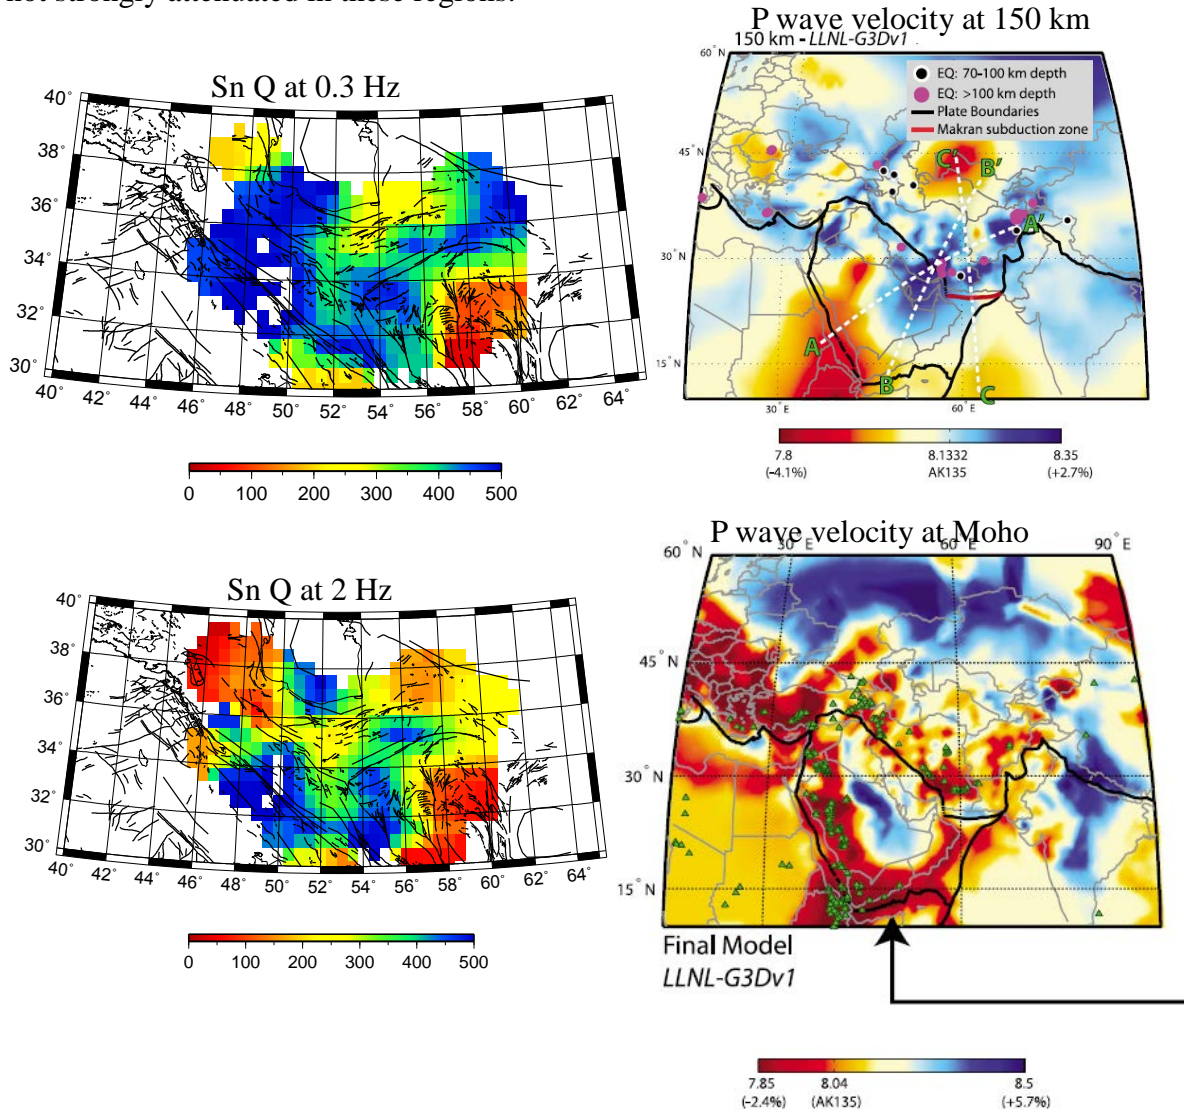 not strongly attenuated in these regions.
Sn Q at 0.3 Hz
40°
38°
36°
34°
32°
30°
40 42 44 46 48 50 52 54 56 58 60 62 64
0 100 200 300 400 500
P wave velocity at 150 km
150 km - LLNL-G3Dv1
60° N
45° N
30° N
15° N
EQ: 70-100 km depth
EQ: >100 km depth
Plate Boundaries
Makran subduction zone
C' B'
A'
A
B C
30° E 60° E
7.8 8.1332 8.35
(-4.1%) AK135 (+2.7%)
Sn Q at 2 Hz
40°
38°
36°
34°
32°
30°
40 42 44 46 48 50 52 54 56 58 60 62 64
0 100 200 300 400 500
P wave velocity at Moho
60° N 30° E 60° E 90° E
45° N
30° N
15° N
Final Model
LLNL-G3Dv1
7.85 8.04 8.5
(-2.4%) (AK135) (+5.7%)